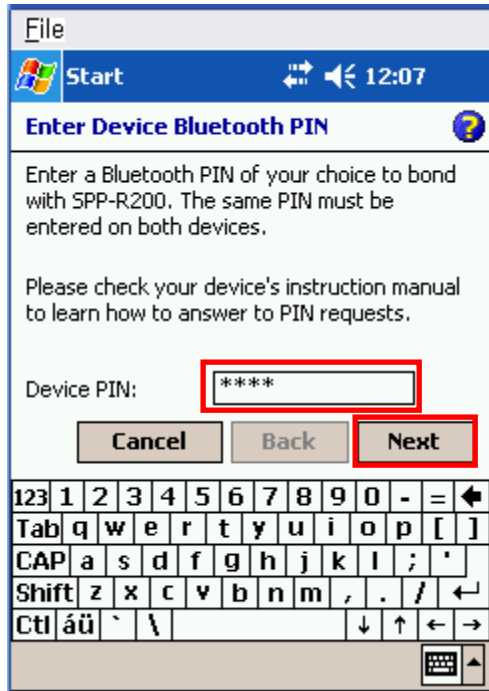 File
Start 12:07
Enter Device Bluetooth PIN ?
Enter a Bluetooth PIN of your choice to bond
with SPP-R200. The same PIN must be
entered on both devices.
Please check your device's instruction manual
to learn how to answer to PIN requests.
Device PIN: ****
Cancel Back Next
123 1 2 3 4 5 6 7 8 9 0 - = 🡄
Tab q w e r t y u i o p [ ]
CAP a s d f g h j k l ; '
Shift z x c v b n m , . / ↵
Ctl áü ` \ ↓ ↑ ← →